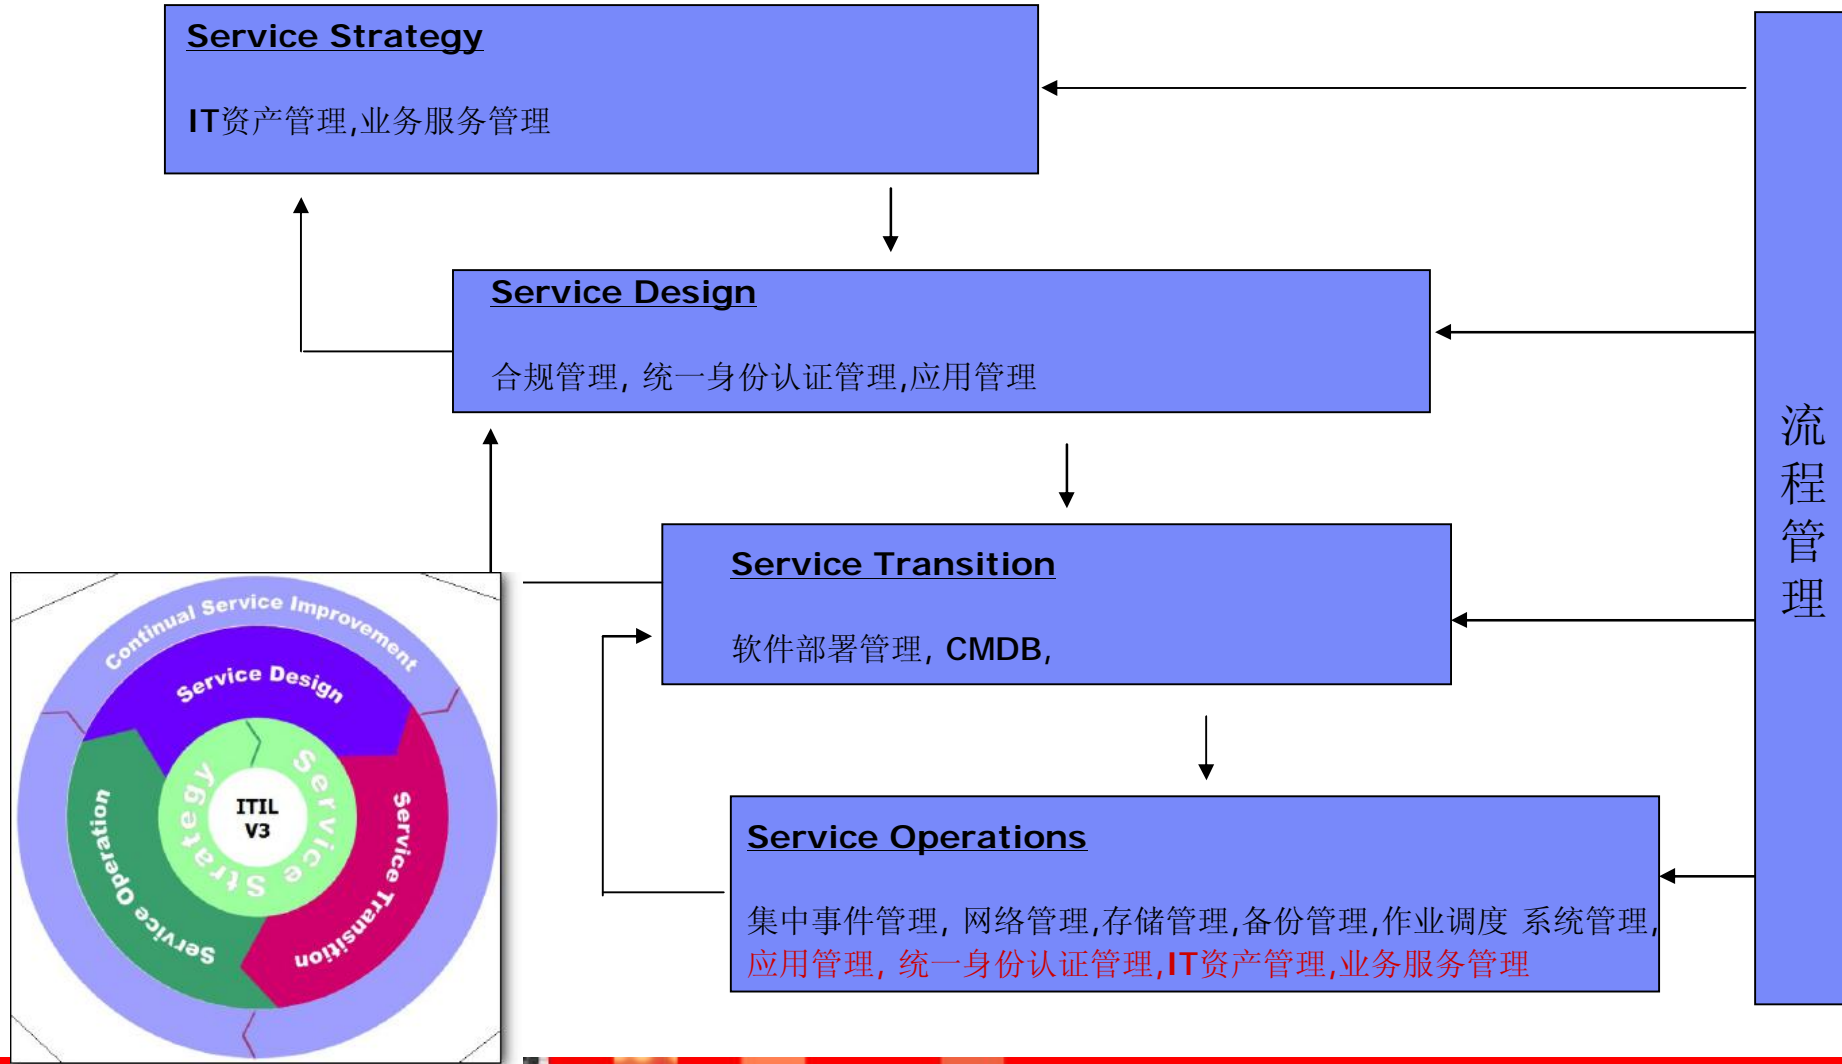 Service Strategy
IT资产管理,业务服务管理
Service Design
合规管理, 统一身份认证管理,应用管理
Service Transition
软件部署管理, CMDB,
Service Operations
集中事件管理, 网络管理,存储管理,备份管理,作业调度 系统管理,
应用管理, 统一身份认证管理,IT资产管理,业务服务管理
流程管理
Continual Service Improvement
Service Design
Service Transition
Service Operation
Service Strategy
ITIL
V3